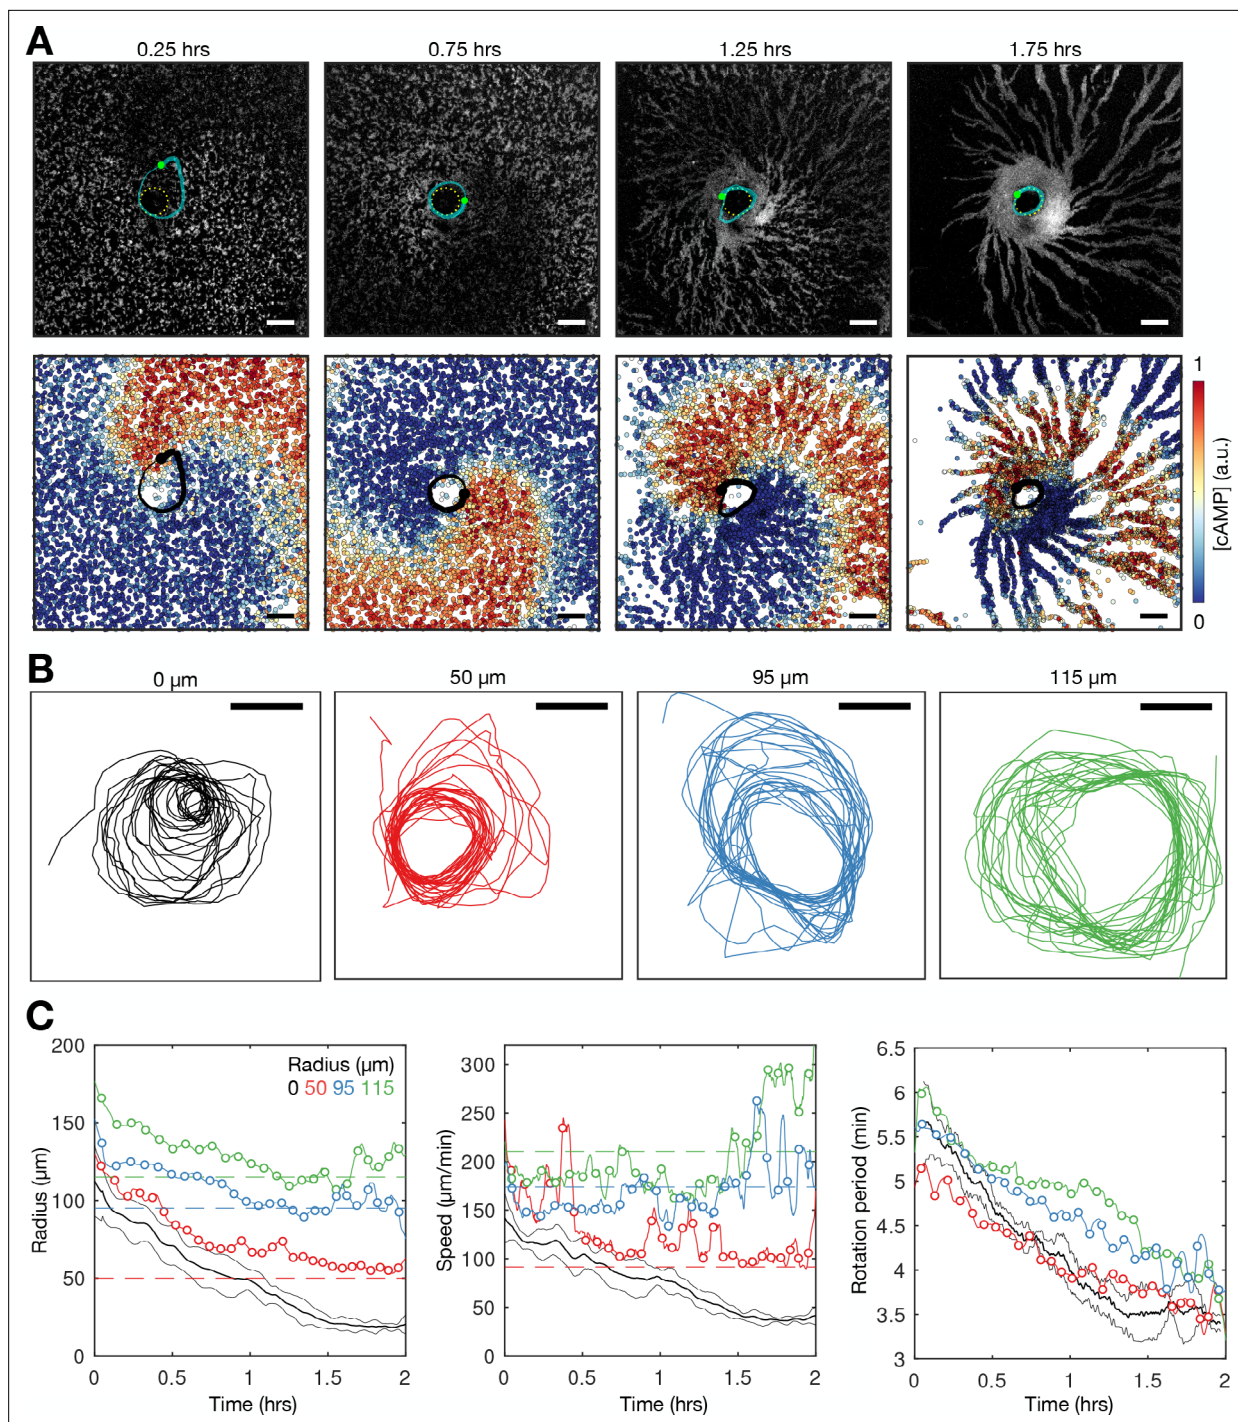 A
0.25 hrs 0.75 hrs 1.25 hrs 1.75 hrs
1
[cAMP] (a.u.)
0
B
0 µm 50 µm 95 µm 115 µm
C
200
150
100
50
0
Radius (µm)
Radius (µm)
0 50 95 115
0 0.5 1 1.5 2
Time (hrs)
300
250
200
150
100
50
0
Speed (µm/min)
0 0.5 1 1.5 2
Time (hrs)
6.5
6
5.5
5
4.5
4
3.5
3
Rotation period (min)
0 0.5 1 1.5 2
Time (hrs)